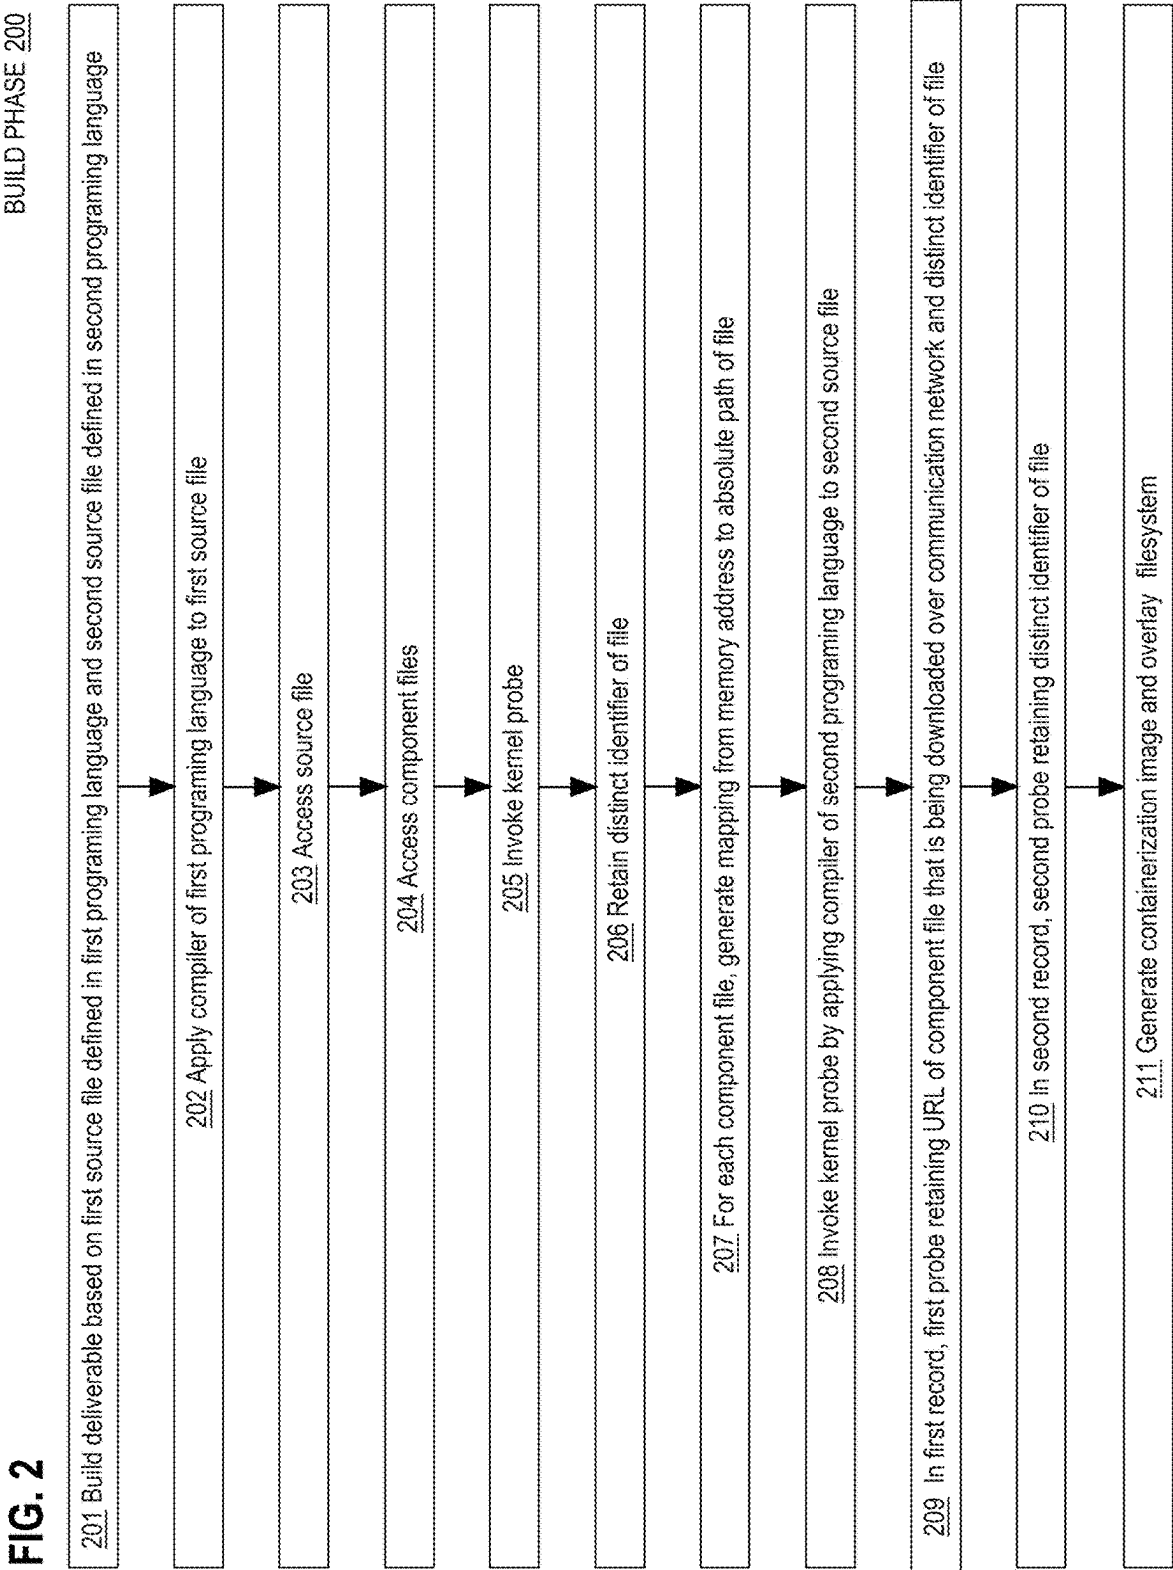 FIG. 2
BUILD PHASE 200
201 Build deliverable based on first source file defined in first programing language and second source file defined in second programing language
202 Apply compiler of first programing language to first source file
203 Access source file
204 Access component files
205 Invoke kernel probe
206 Retain distinct identifier of file
207 For each component file, generate mapping from memory address to absolute path of file
208 Invoke kernel probe by applying compiler of second programing language to second source file
209 In first record, first probe retaining URL of component file that is being downloaded over communication network and distinct identifier of file
210 In second record, second probe retaining distinct identifier of file
211 Generate containerization image and overlay filesystem